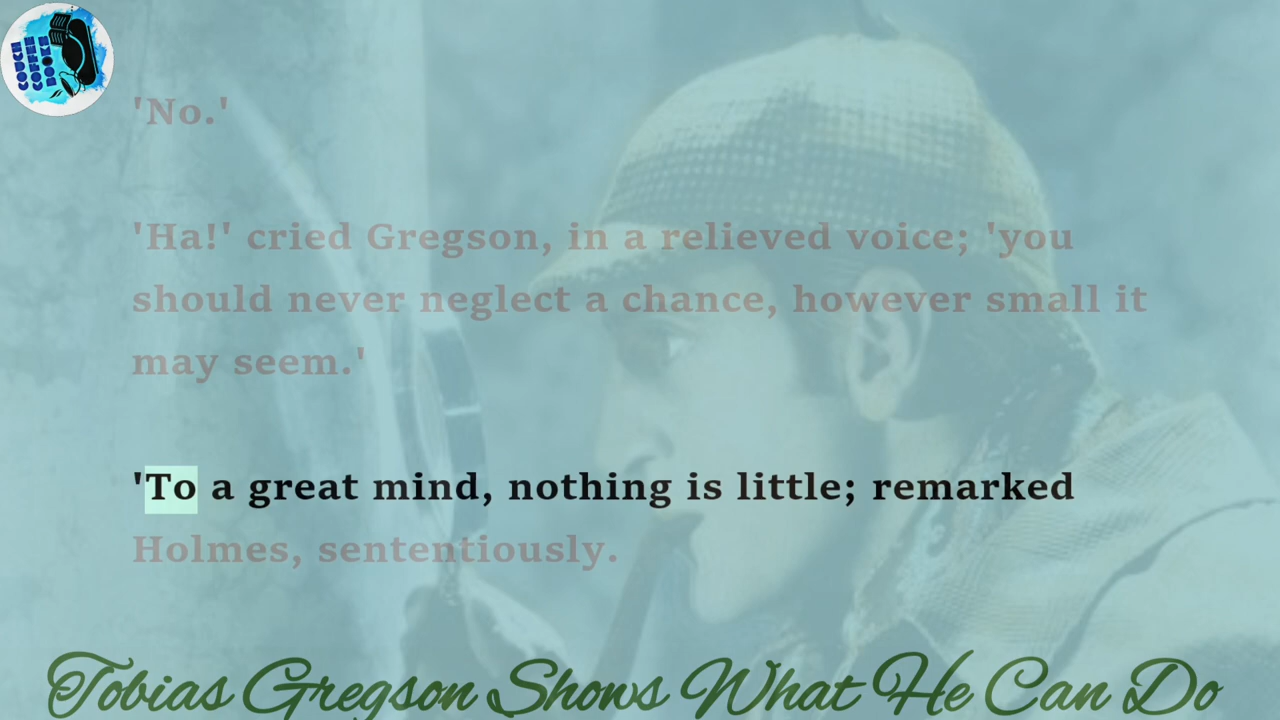 'No.'
'Ha!' cried Gregson, in a relieved voice; 'you
should never neglect a chance, however small it
may seem.'
'To a great mind, nothing is little; remarked
Holmes, sententiously.
Tobias Gregson Shows What He Can Do